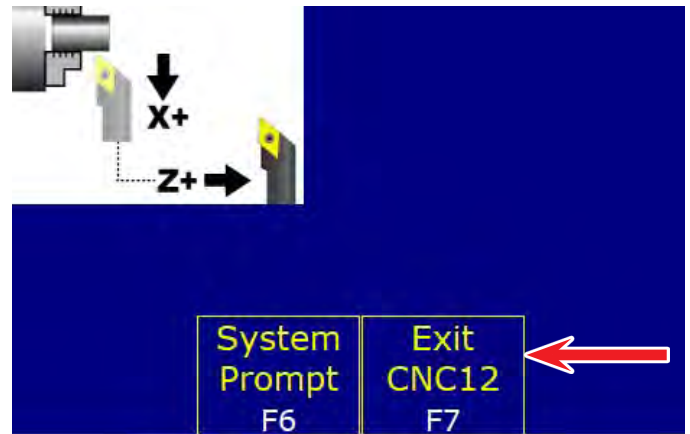 X+
Z+
System Exit
Prompt CNC12
F6 F7